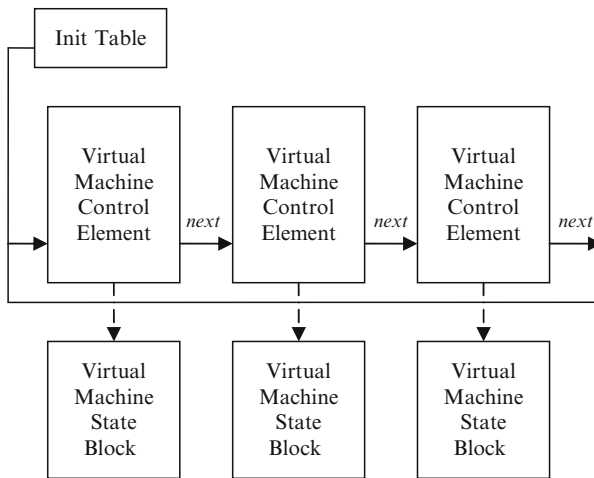 Init Table
Virtual
Machine
Control
Element
next
Virtual
Machine
Control
Element
next
Virtual
Machine
Control
Element
next
Virtual
Machine
State
Block
Virtual
Machine
State
Block
Virtual
Machine
State
Block